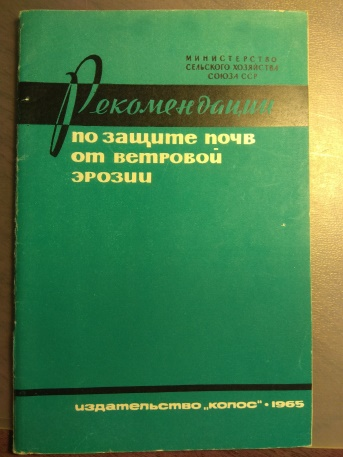 МИНИСТЕРСТВО
СЕЛЬСКОГО ХОЗЯЙСТВА
СОЮЗА ССР
Рекомендации
по защите почв
от ветровой
эрозии
издательство „колос" • 1965